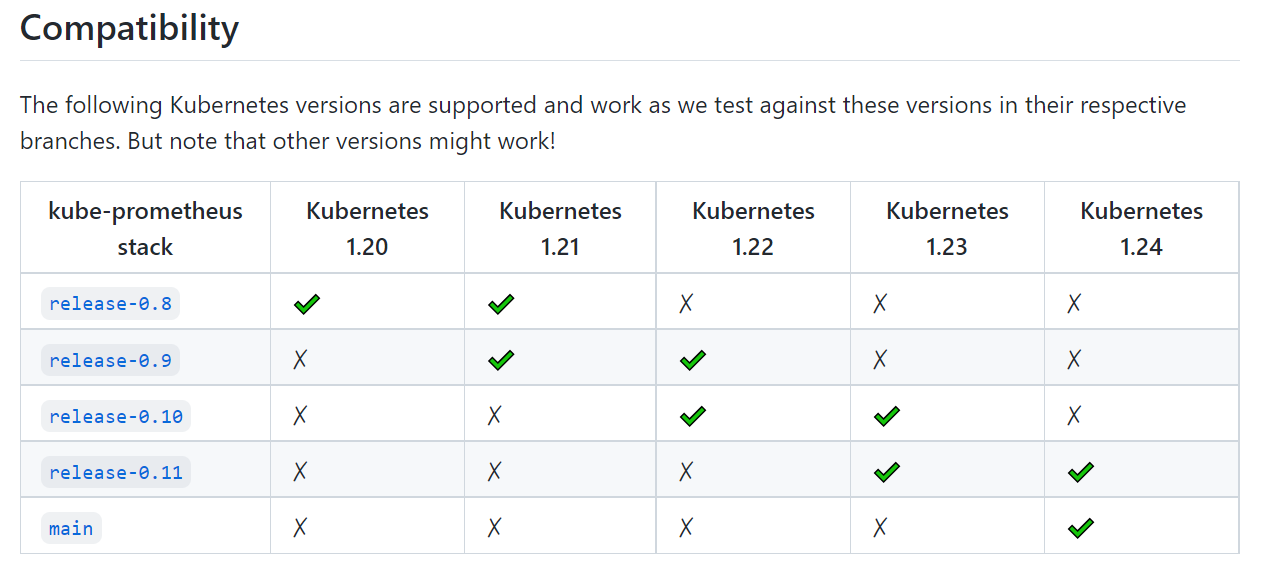 Compatibility
The following Kubernetes versions are supported and work as we test against these versions in their respective
branches. But note that other versions might work!
kube-prometheus stack Kubernetes 1.20 Kubernetes 1.21 Kubernetes 1.22 Kubernetes 1.23 Kubernetes 1.24
release-0.8 ✔ ✔ ✗ ✗ ✗
release-0.9 ✗ ✔ ✔ ✗ ✗
release-0.10 ✗ ✗ ✔ ✔ ✗
release-0.11 ✗ ✗ ✗ ✔ ✔
main ✗ ✗ ✗ ✗ ✔